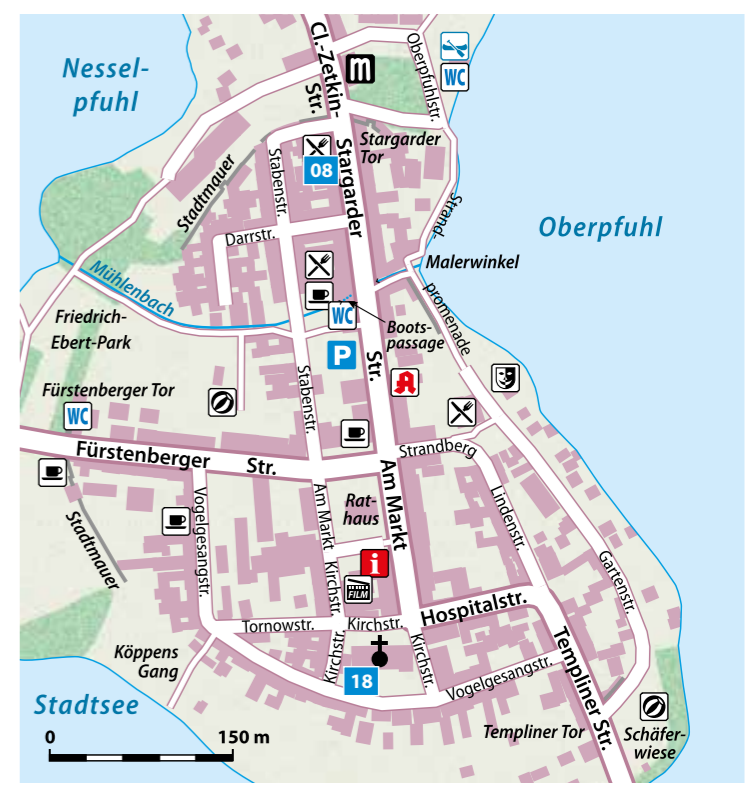 Nessel-
pfuhl
Cl.-Zetkin-
Str.
Oberpfuhlstr.
WC
Stargarder
Tor
Stadtmauer
Stabenstr.
08
Stargarder
Str.
Darrstr.
Strand-
promenade
Oberpfuhl
Malerwinkel
Mühlenbach
Friedrich-
Ebert-Park
WC
Boots-
passage
P
Stabenstr.
Fürstenberger Tor
WC
Fürstenberger Str.
Strandberg
Stadtmauer
Vogelgesangstr.
Am Markt
Rat-
haus
Am Markt
Lindenstr.
i
FILM
Kirchstr.
Gartenstr.
Hospitalstr.
Tornowstr.
Kirchstr.
Kirchstr.
Kirchstr.
Köppens
Gang
18
Vogelgesangstr.
Templiner Str.
Stadtsee
Templiner Tor
Schäfer-
wiese
0 150 m